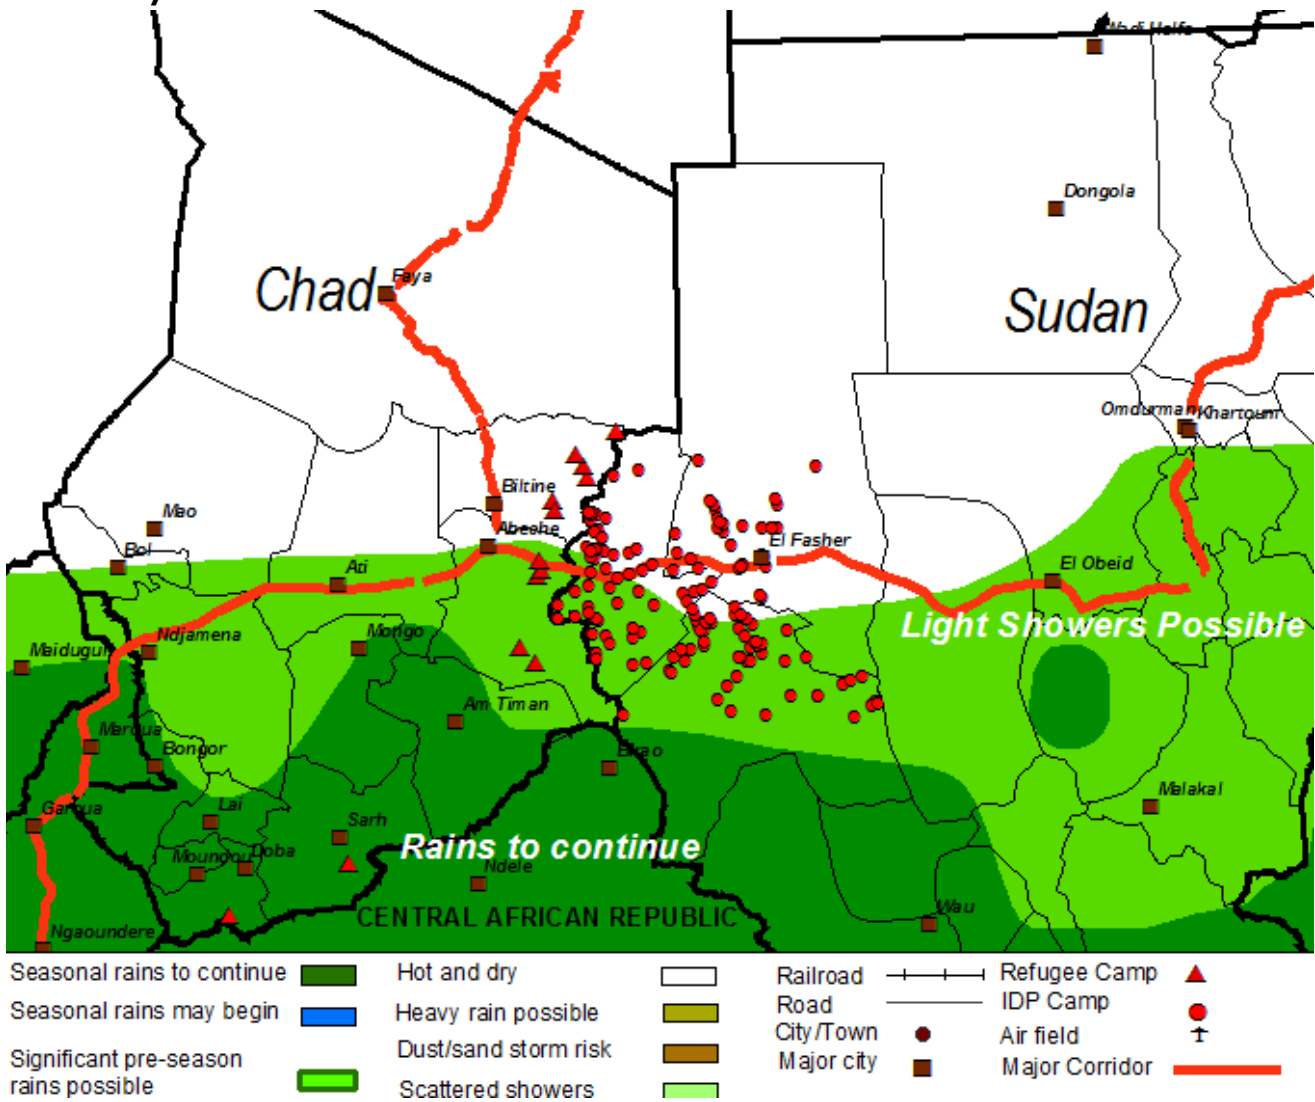 Wadi Halfa
Dongola
Chad
Faya
Sudan
Omdurman
Khartoum
Biltine
Mao
Abeche
El Fasher
Bol
Ati
El Obeid
Light Showers Possible
Ndjamena
Mongo
Maiduguri
Am Timan
Maroua
Bongor
Birao
Malakal
Garoua
Lai
Sarh
Rains to continue
Moundou
Doba
Ndele
CENTRAL AFRICAN REPUBLIC
Wau
Ngaoundere
Seasonal rains to continue
Hot and dry
Railroad
Refugee Camp
Seasonal rains may begin
Heavy rain possible
Road
IDP Camp
City/Town
Air field
Significant pre-season
rains possible
Dust/sand storm risk
Major city
Major Corridor
Scattered showers